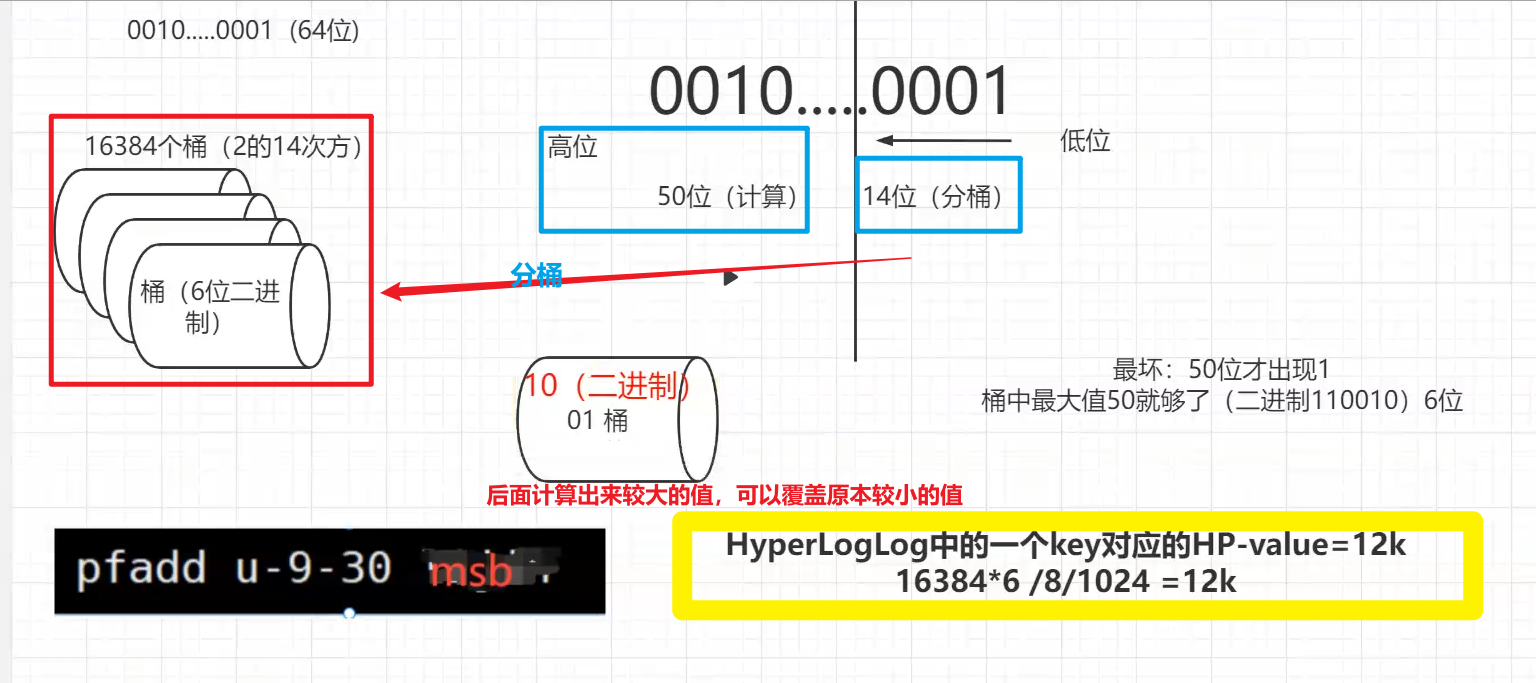 0010.....0001（64位)
0010.....0001
16384个桶（2的14次方）
高位
低位
50位（计算）
14位（分桶）
分桶
桶（6位二进
制）
最坏：50位才出现1
桶中最大值50就够了（二进制110010）6位
10（二进制）
01 桶
后面计算出来较大的值，可以覆盖原本较小的值
pfadd u-9-30 msb
HyperLogLog中的一个key对应的HP-value=12k
16384*6 /8/1024 =12k